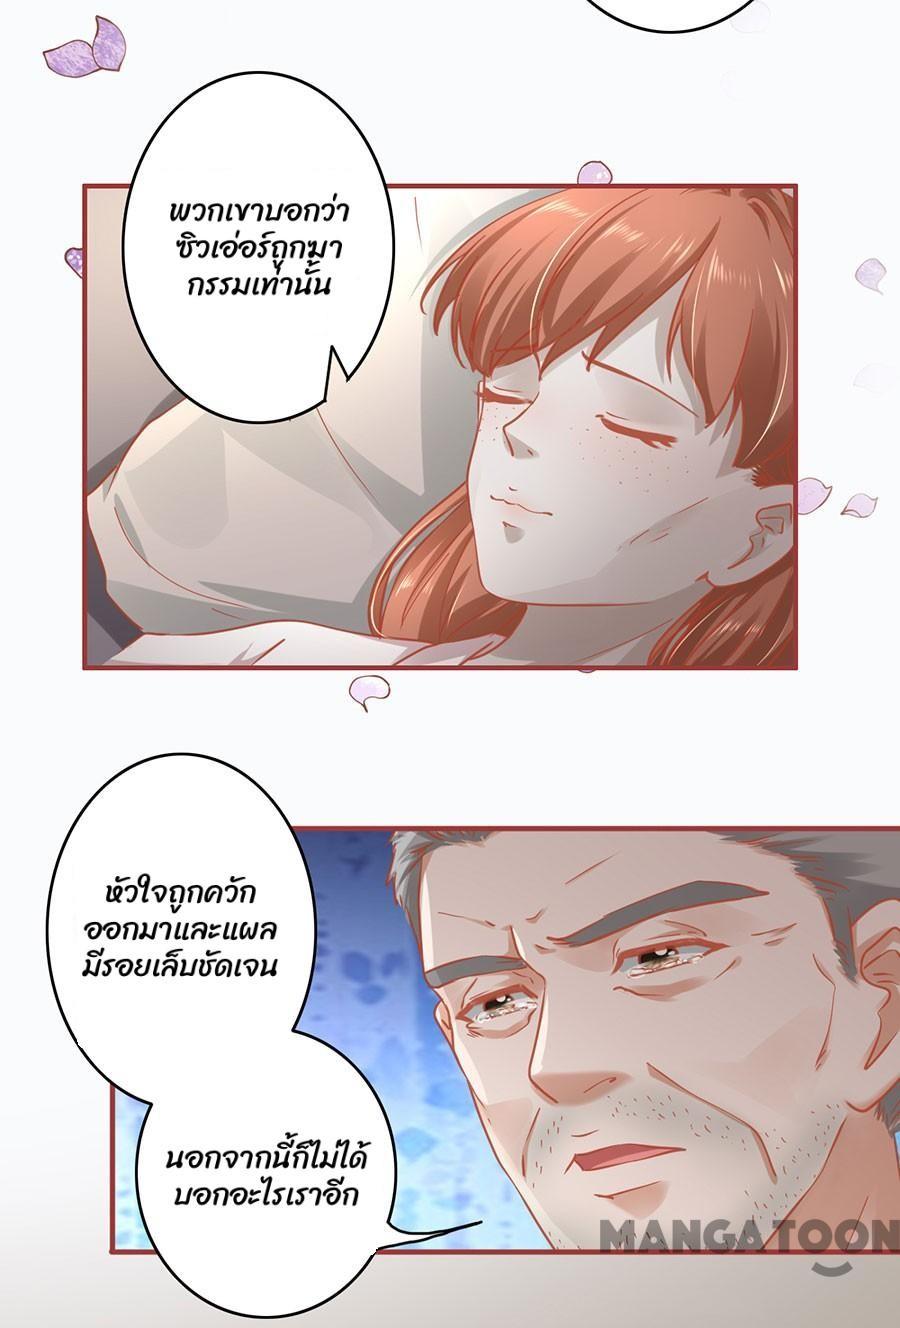 พวกเขาบอกว่า
ซิวเอ่อร์ถูกฆา
กรรมเท่านั้น
หัวใจถูกควัก
ออกมาและแผล
มีรอยเล็บชัดเจน
นอกจากนี้ก็ไม่ได้
บอกอะไรเราอีก
MANGATOON